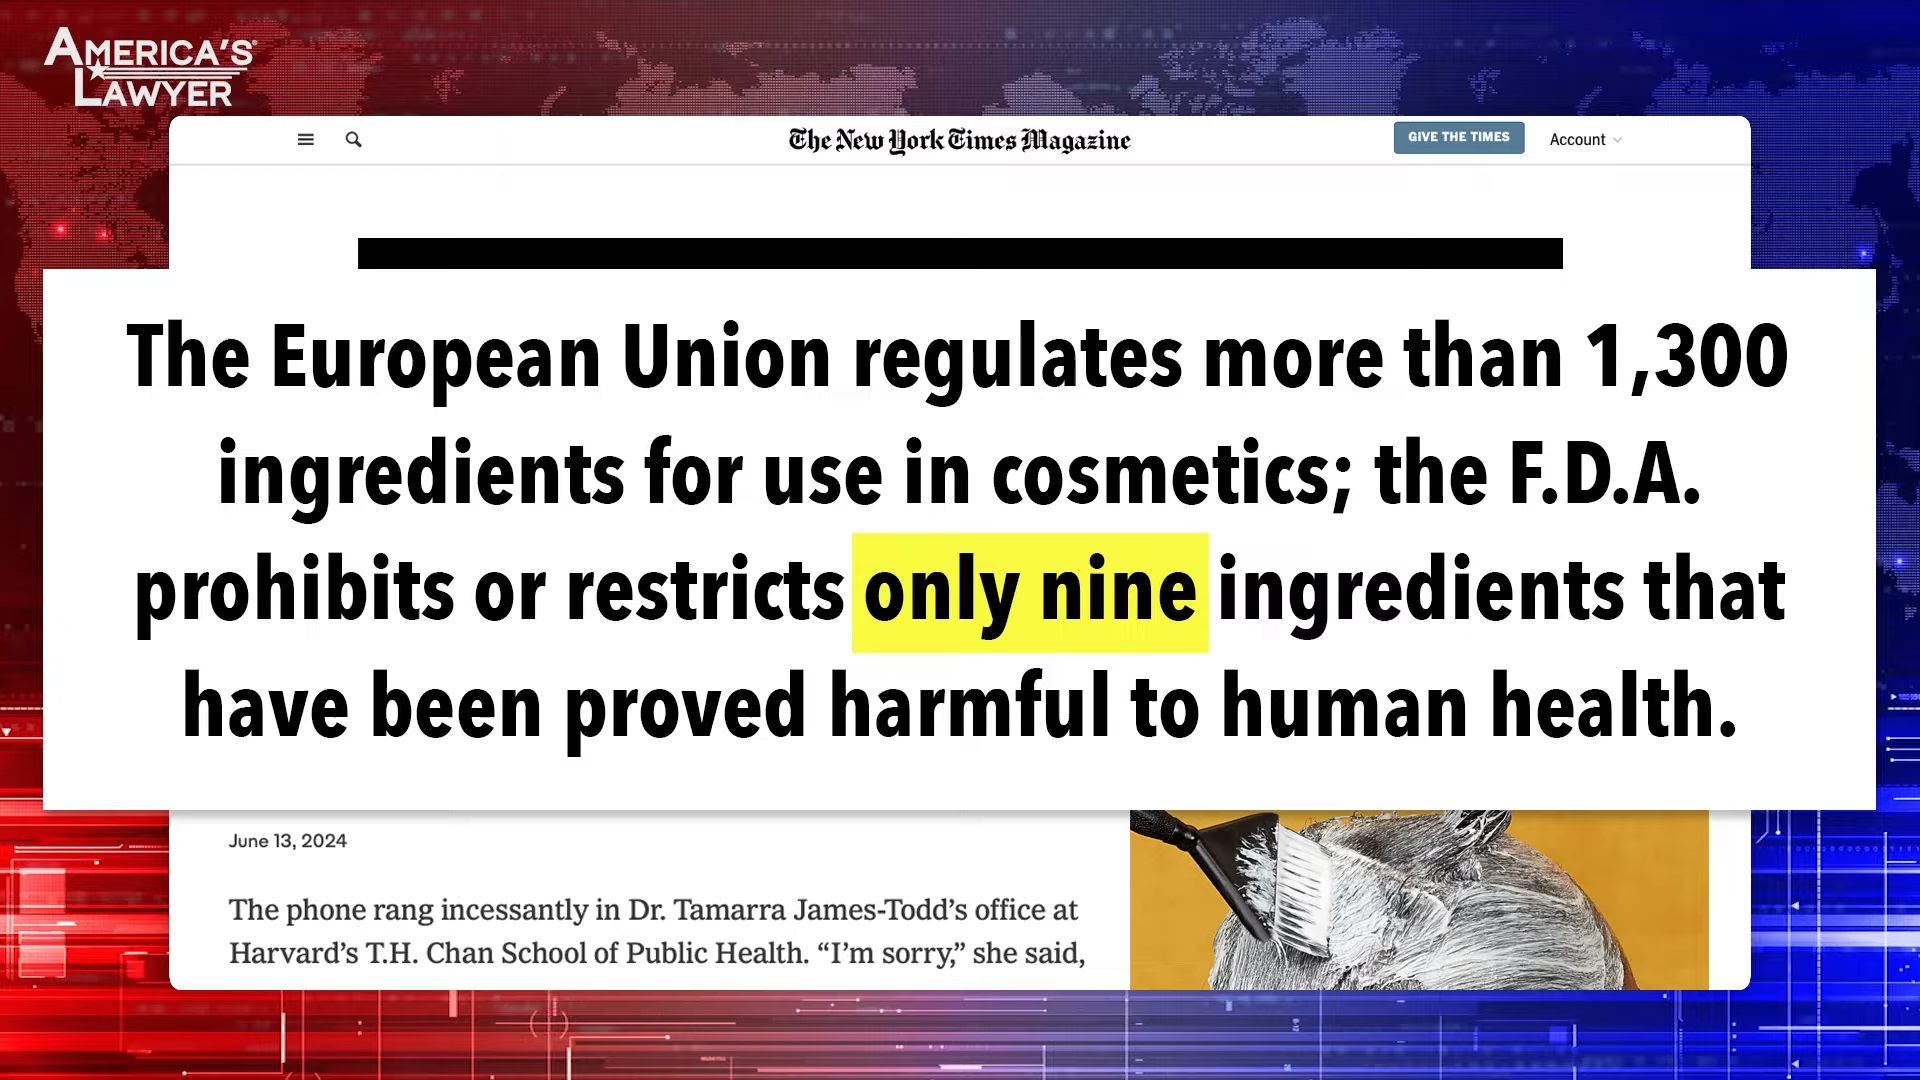 AMERICA'S
LAWYER
The New York Times Magazine
GIVE THE TIMES
Account
The European Union regulates more than 1,300
ingredients for use in cosmetics; the F.D.A.
prohibits or restricts only nine ingredients that
have been proved harmful to human health.
June 13, 2024
The phone rang incessantly in Dr. Tamarra James-Todd's office at
Harvard's T.H. Chan School of Public Health. “I'm sorry,” she said,